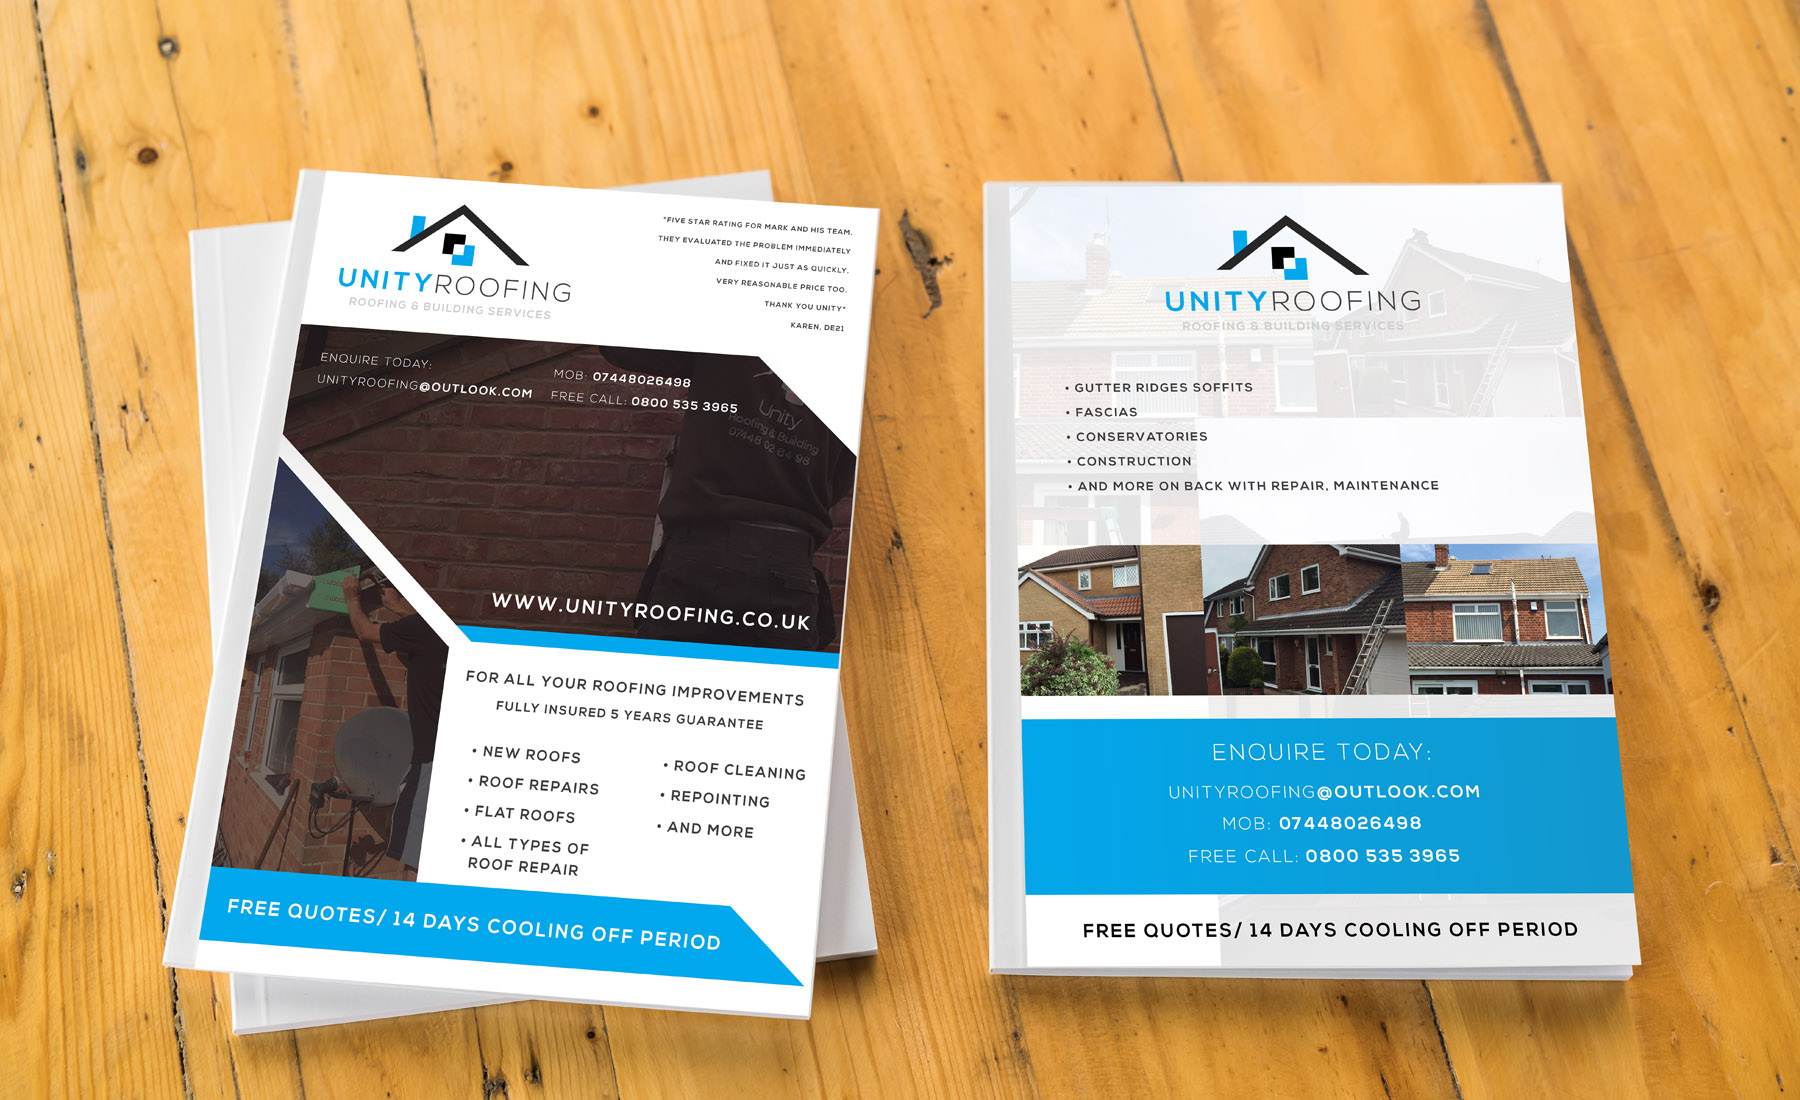 UNITYROOFING
ROOFING & BUILDING SERVICES
"FIVE STAR RATING FOR MARK AND HIS TEAM.
THEY EVALUATED THE PROBLEM IMMEDIATELY
AND FIXED IT JUST AS QUICKLY.
VERY REASONABLE PRICE TOO.
THANK YOU UNITY"
KAREN, DE21
ENQUIRE TODAY:
UNITYROOFING@OUTLOOK.COM
MOB: 07448026498
FREE CALL: 0800 535 3965
Unity
Roofing & Building
07448 02 64 98
WWW.UNITYROOFING.CO.UK
FOR ALL YOUR ROOFING IMPROVEMENTS
FULLY INSURED 5 YEARS GUARANTEE
• NEW ROOFS
• ROOF REPAIRS
• FLAT ROOFS
• ALL TYPES OF
ROOF REPAIR
• ROOF CLEANING
• REPOINTING
• AND MORE
FREE QUOTES/ 14 DAYS COOLING OFF PERIOD
UNITYROOFING
ROOFING & BUILDING SERVICES
• GUTTER RIDGES SOFFITS
• FASCIAS
• CONSERVATORIES
• CONSTRUCTION
• AND MORE ON BACK WITH REPAIR, MAINTENANCE
ENQUIRE TODAY:
UNITYROOFING@OUTLOOK.COM
MOB: 07448026498
FREE CALL: 0800 535 3965
FREE QUOTES/ 14 DAYS COOLING OFF PERIOD